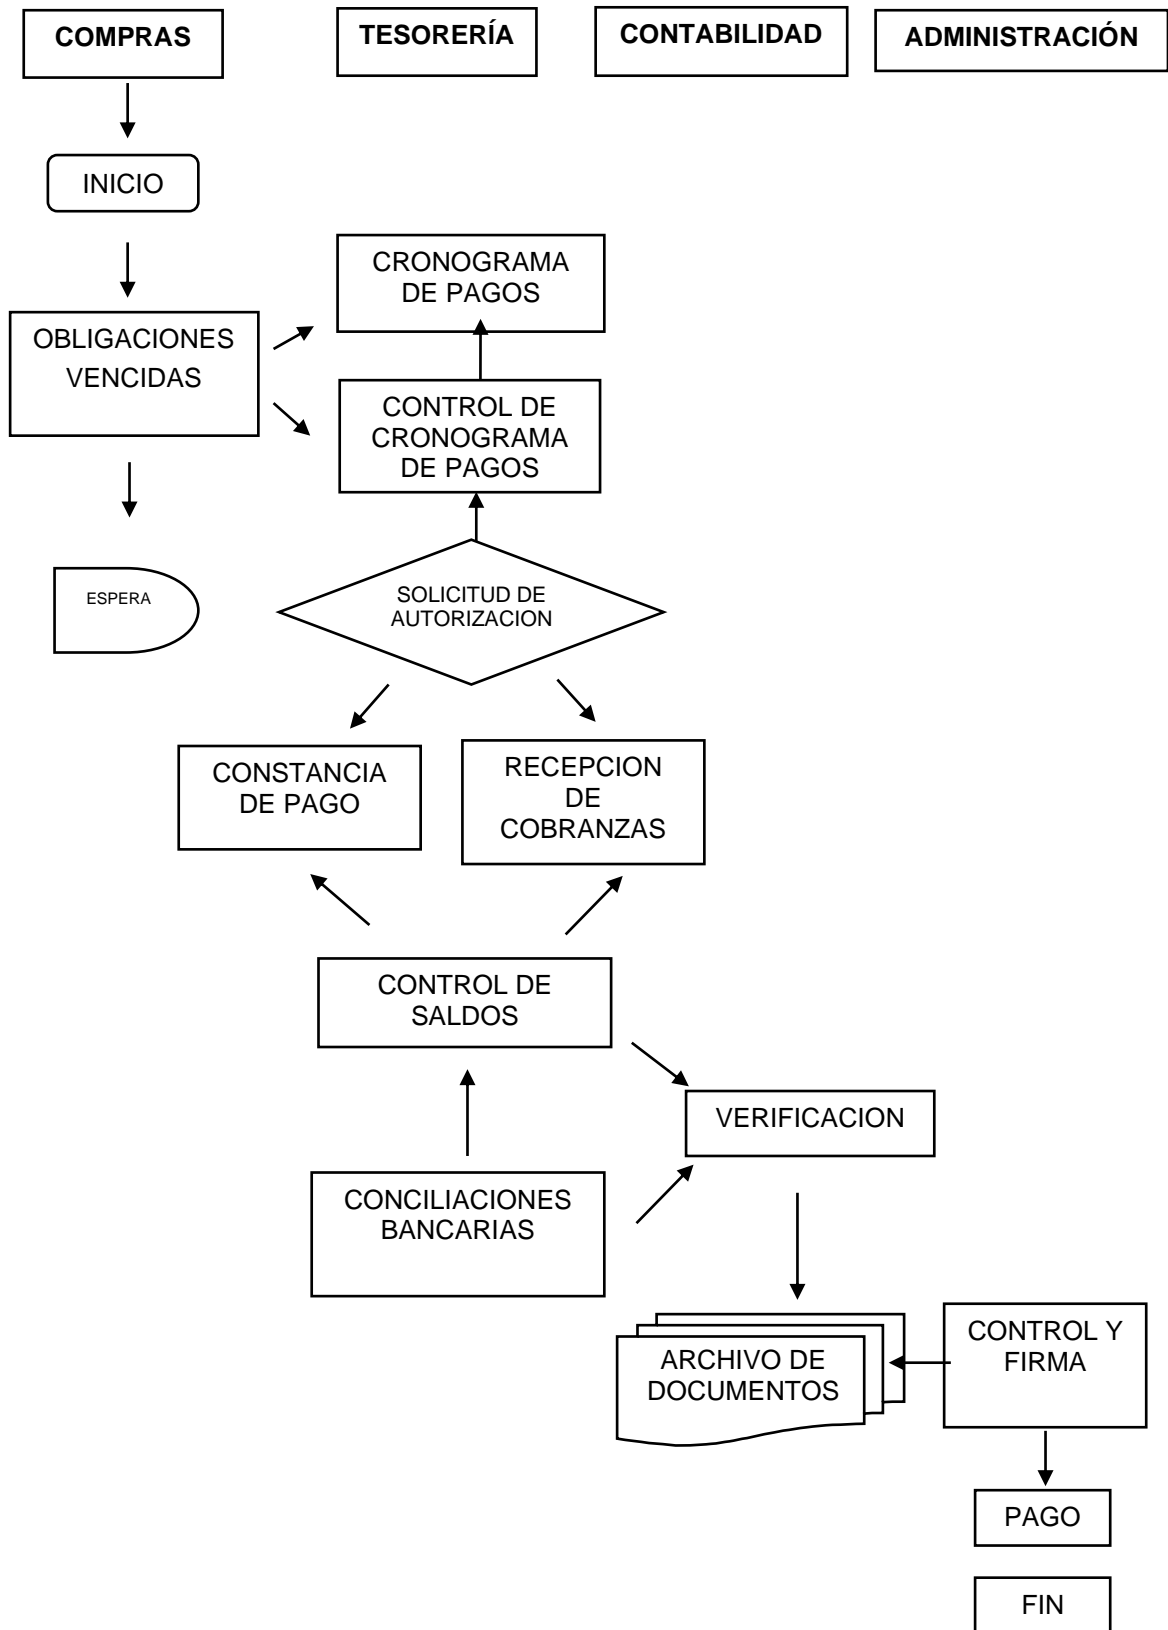 COMPRAS
TESORERÍA
CONTABILIDAD
ADMINISTRACIÓN
INICIO
CRONOGRAMA
DE PAGOS
OBLIGACIONES
VENCIDAS
CONTROL DE
CRONOGRAMA
DE PAGOS
ESPERA
SOLICITUD DE
AUTORIZACION
CONSTANCIA
DE PAGO
RECEPCION
DE
COBRANZAS
CONTROL DE
SALDOS
VERIFICACION
CONCILIACIONES
BANCARIAS
ARCHIVO DE
DOCUMENTOS
CONTROL Y
FIRMA
PAGO
FIN